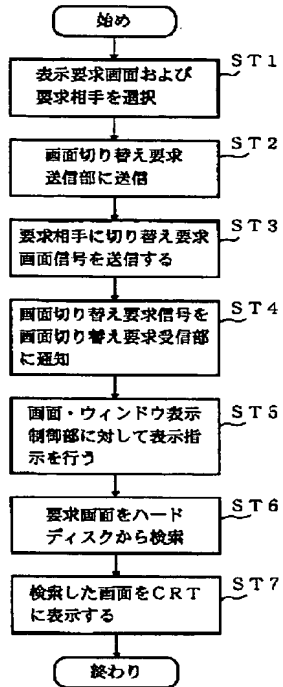 始め
ST1
表示要求画面および
要求相手を選択
ST2
画面切り替え要求
送信部に送信
ST3
要求相手に切り替え要求
画面信号を送信する
ST4
画面切り替え要求信号を
画面切り替え要求受信部
に通知
ST5
画面・ウィンドウ表示
制御部に対して表示指
示を行う
ST6
要求画面をハード
ディスクから検索
ST7
検索した画面をCRT
に表示する
終わり